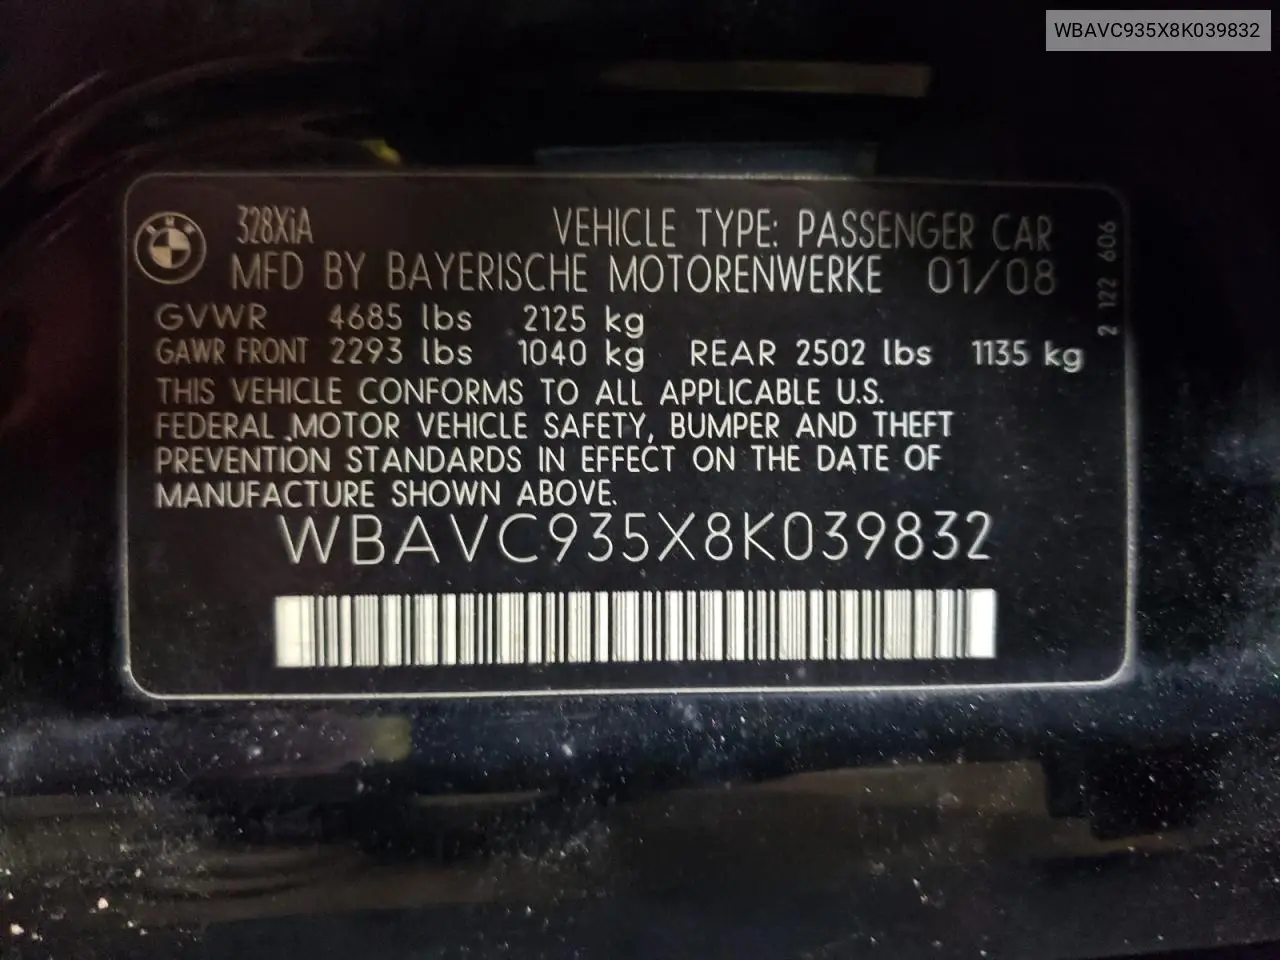 WBAVC935X8K039832
328XiA VEHICLE TYPE: PASSENGER CAR
MFD BY BAYERISCHE MOTORENWERKE 01/08
GVWR 4685 lbs 2125 kg
GAWR FRONT 2293 lbs 1040 kg REAR 2502 lbs 1135 kg
THIS VEHICLE CONFORMS TO ALL APPLICABLE U.S.
FEDERAL MOTOR VEHICLE SAFETY, BUMPER AND THEFT
PREVENTION STANDARDS IN EFFECT ON THE DATE OF
MANUFACTURE SHOWN ABOVE.
WBAVC935X8K039832
2 122 606